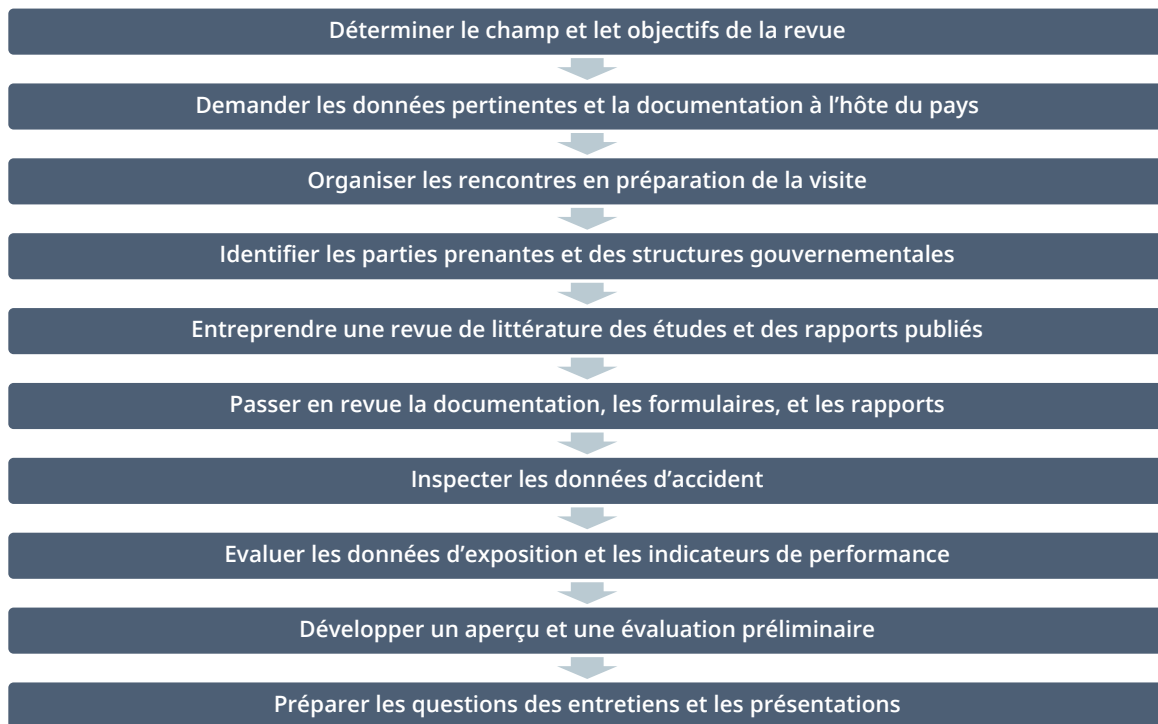 Déterminer le champ et let objectifs de la revue
Demander les données pertinentes et la documentation à l’hôte du pays
Organiser les rencontres en préparation de la visite
Identifier les parties prenantes et des structures gouvernementales
Entreprendre une revue de littérature des études et des rapports publiés
Passer en revue la documentation, les formulaires, et les rapports
Inspecter les données d’accident
Evaluer les données d’exposition et les indicateurs de performance
Développer un aperçu et une évaluation préliminaire
Préparer les questions des entretiens et les présentations